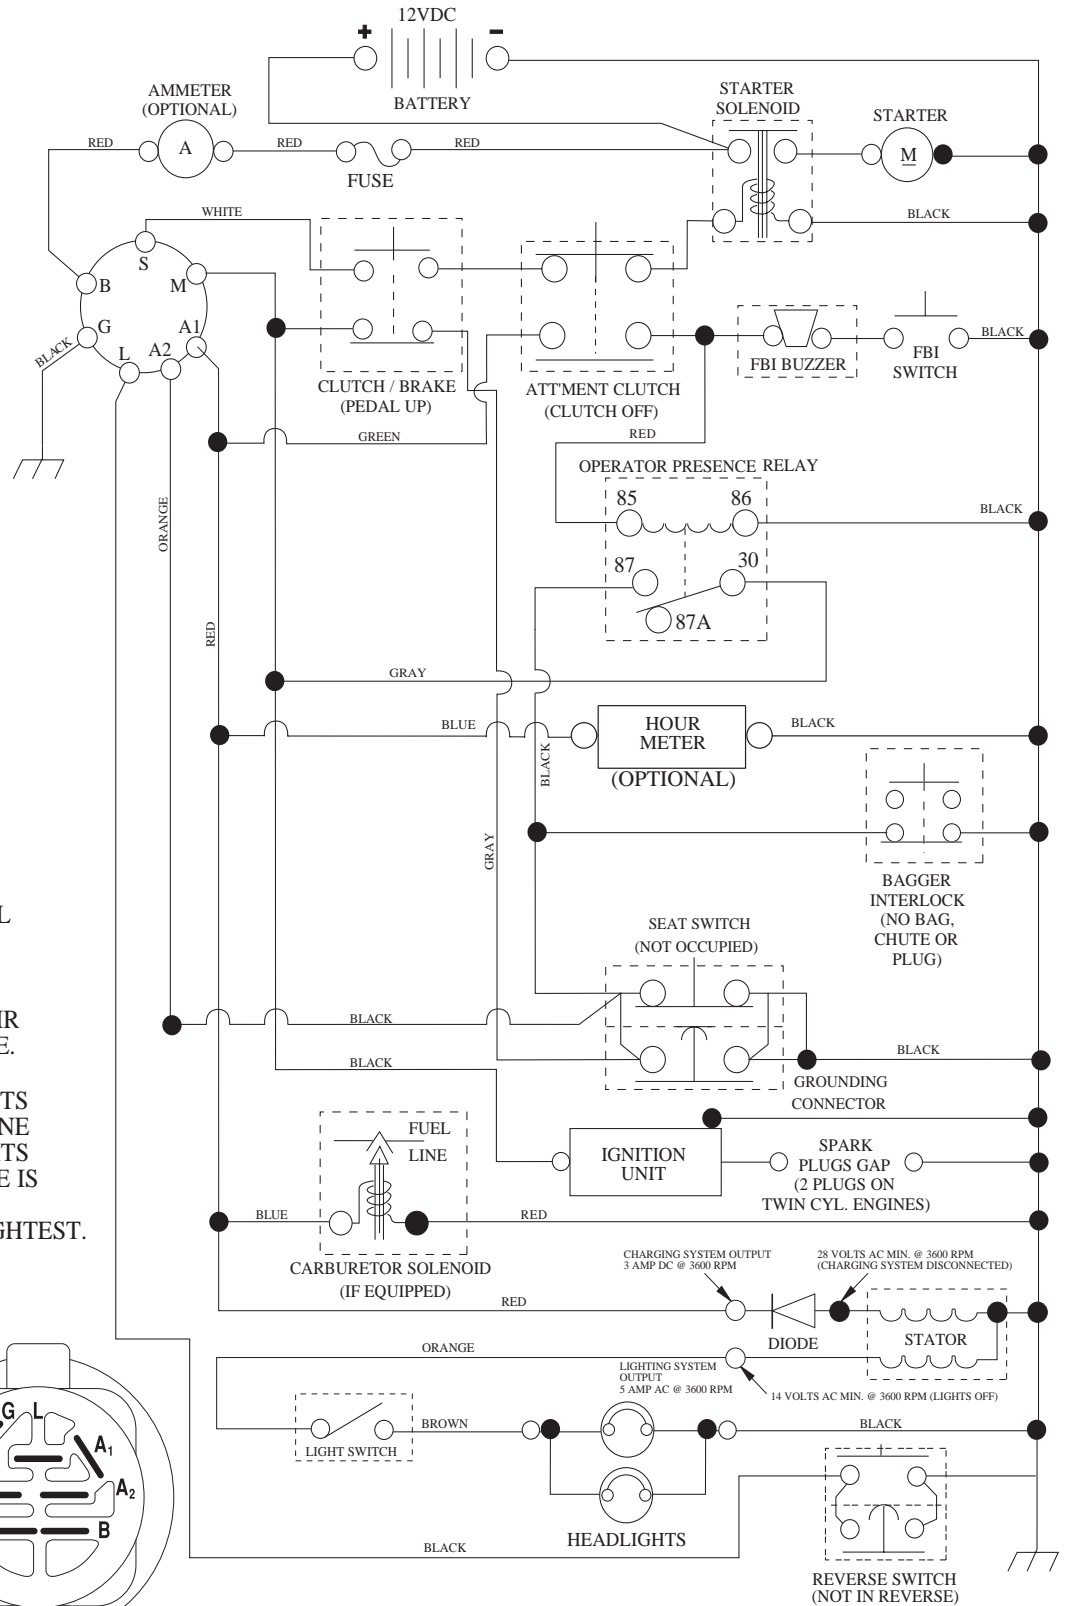 12VDC
+
−
BATTERY
AMMETER
(OPTIONAL)
A
RED
RED
RED
FUSE
STARTER
SOLENOID
STARTER
M
BLACK
WHITE
S
B
M
G
A1
L
A2
BLACK
CLUTCH / BRAKE
(PEDAL UP)
ATT'MENT CLUTCH
(CLUTCH OFF)
FBI BUZZER
FBI
SWITCH
BLACK
GREEN
RED
ORANGE
OPERATOR PRESENCE RELAY
85
86
BLACK
87
30
87A
RED
GRAY
BLUE
HOUR
METER
(OPTIONAL)
BLACK
BLACK
GRAY
BAGGER
INTERLOCK
(NO BAG,
CHUTE OR
PLUG)
SEAT SWITCH
(NOT OCCUPIED)
L
IR
E.
TS
NE
TS
E IS
GHTEST.
BLACK
BLACK
BLACK
GROUNDING
CONNECTOR
FUEL
LINE
IGNITION
UNIT
SPARK
PLUGS GAP
(2 PLUGS ON
TWIN CYL. ENGINES)
BLUE
RED
CARBURETOR SOLENOID
(IF EQUIPPED)
CHARGING SYSTEM OUTPUT
3 AMP DC @ 3600 RPM
28 VOLTS AC MIN. @ 3600 RPM
(CHARGING SYSTEM DISCONNECTED)
RED
DIODE
STATOR
ORANGE
LIGHTING SYSTEM
OUTPUT
5 AMP AC @ 3600 RPM
14 VOLTS AC MIN. @ 3600 RPM (LIGHTS OFF)
BROWN
LIGHT SWITCH
BLACK
HEADLIGHTS
G
L
A1
A2
B
BLACK
REVERSE SWITCH
(NOT IN REVERSE)